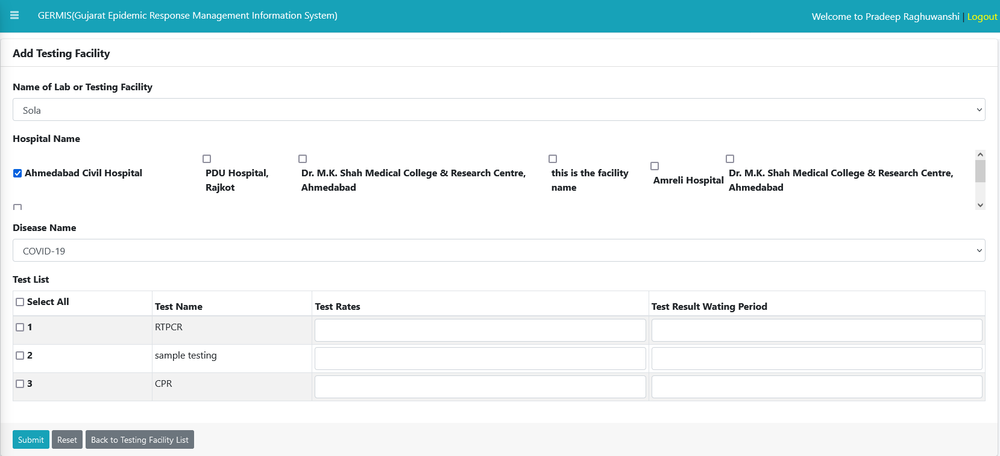 GERMIS(Gujarat Epidemic Response Management Information System)
Welcome to Pradeep Raghuwanshi | Logout
Add Testing Facility
Name of Lab or Testing Facility
Sola
Hospital Name
Ahmedabad Civil Hospital
PDU Hospital,
Rajkot
Dr. M.K. Shah Medical College & Research Centre,
Ahmedabad
this is the facility
name
Amreli Hospital
Dr. M.K. Shah Medical College & Research Centre,
Ahmedabad
Disease Name
COVID-19
Test List
Select All
Test Name
Test Rates
Test Result Wating Period
1
RTPCR
2
sample testing
3
CPR
Submit
Reset
Back to Testing Facility List